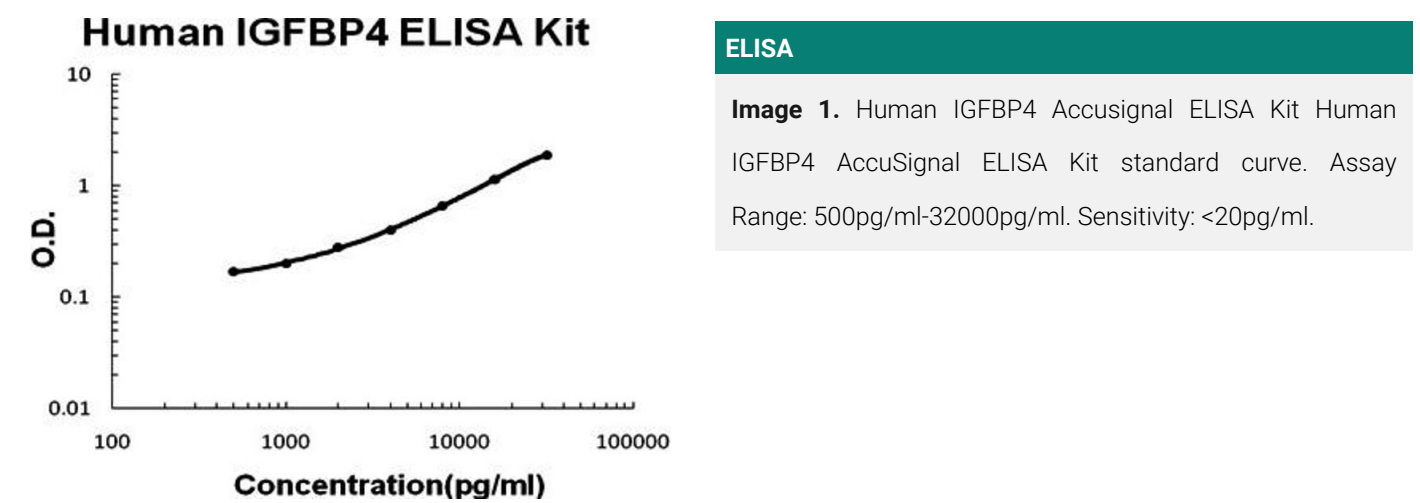 Human IGFBP4 ELISA Kit
10
1
0.1
0.01
O.D.
100 1000 10000 100000
Concentration(pg/ml)
ELISA
Image 1. Human IGFBP4 Accusignal ELISA Kit Human
IGFBP4 AccuSignal ELISA Kit standard curve. Assay
Range: 500pg/ml-32000pg/ml. Sensitivity: <20pg/ml.